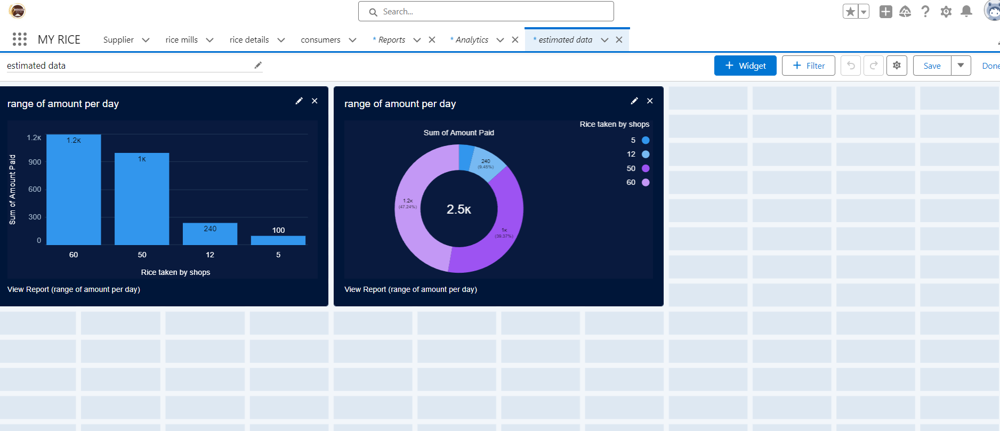 Search...
MY RICE
Supplier
rice mills
rice details
consumers
* Reports
* Analytics
* estimated data
estimated data
+ Widget
+ Filter
Save
Done
range of amount per day
Sum of Amount Paid
1.2K
900
600
300
0
1.2K
1K
240
100
60
50
12
5
Rice taken by shops
View Report (range of amount per day)
range of amount per day
Sum of Amount Paid
Rice taken by shops
5
12
50
60
240
(9.45%)
1.2K
(47.24%)
2.5K
1K
(39.37%)
View Report (range of amount per day)